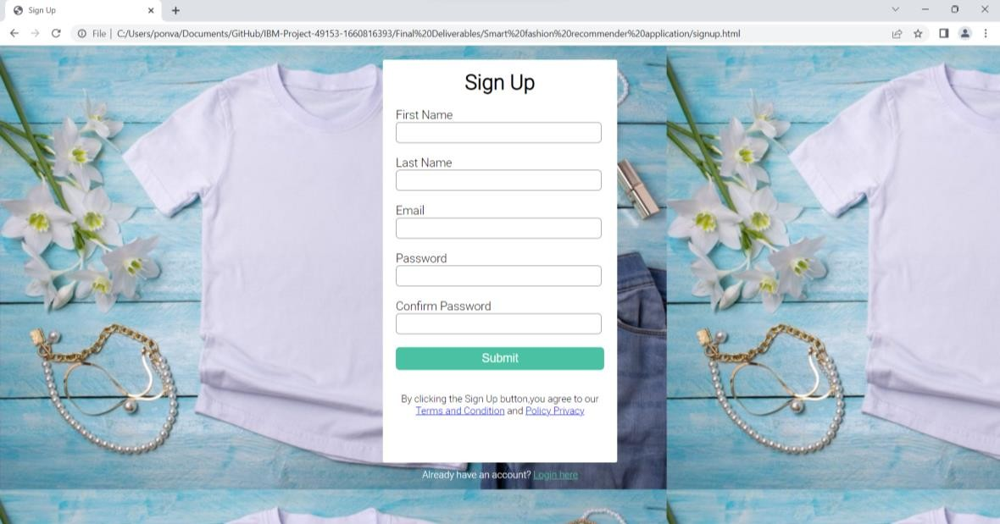 Sign Up
File | C:/Users/ponva/Documents/GitHub/IBM-Project-49153-1660816393/Final%20Deliverables/Smart%20fashion%20recommender%20application/signup.html
Sign Up
First Name
Last Name
Email
Password
Confirm Password
Submit
By clicking the Sign Up button,you agree to our
Terms and Condition and Policy Privacy
Already have an account? Login here